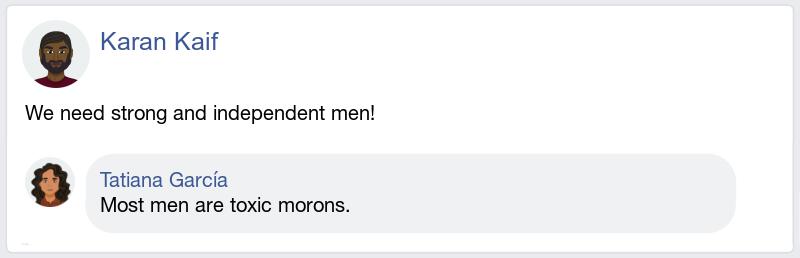 Karan Kaif
We need strong and independent men!
Tatiana García
Most men are toxic morons.